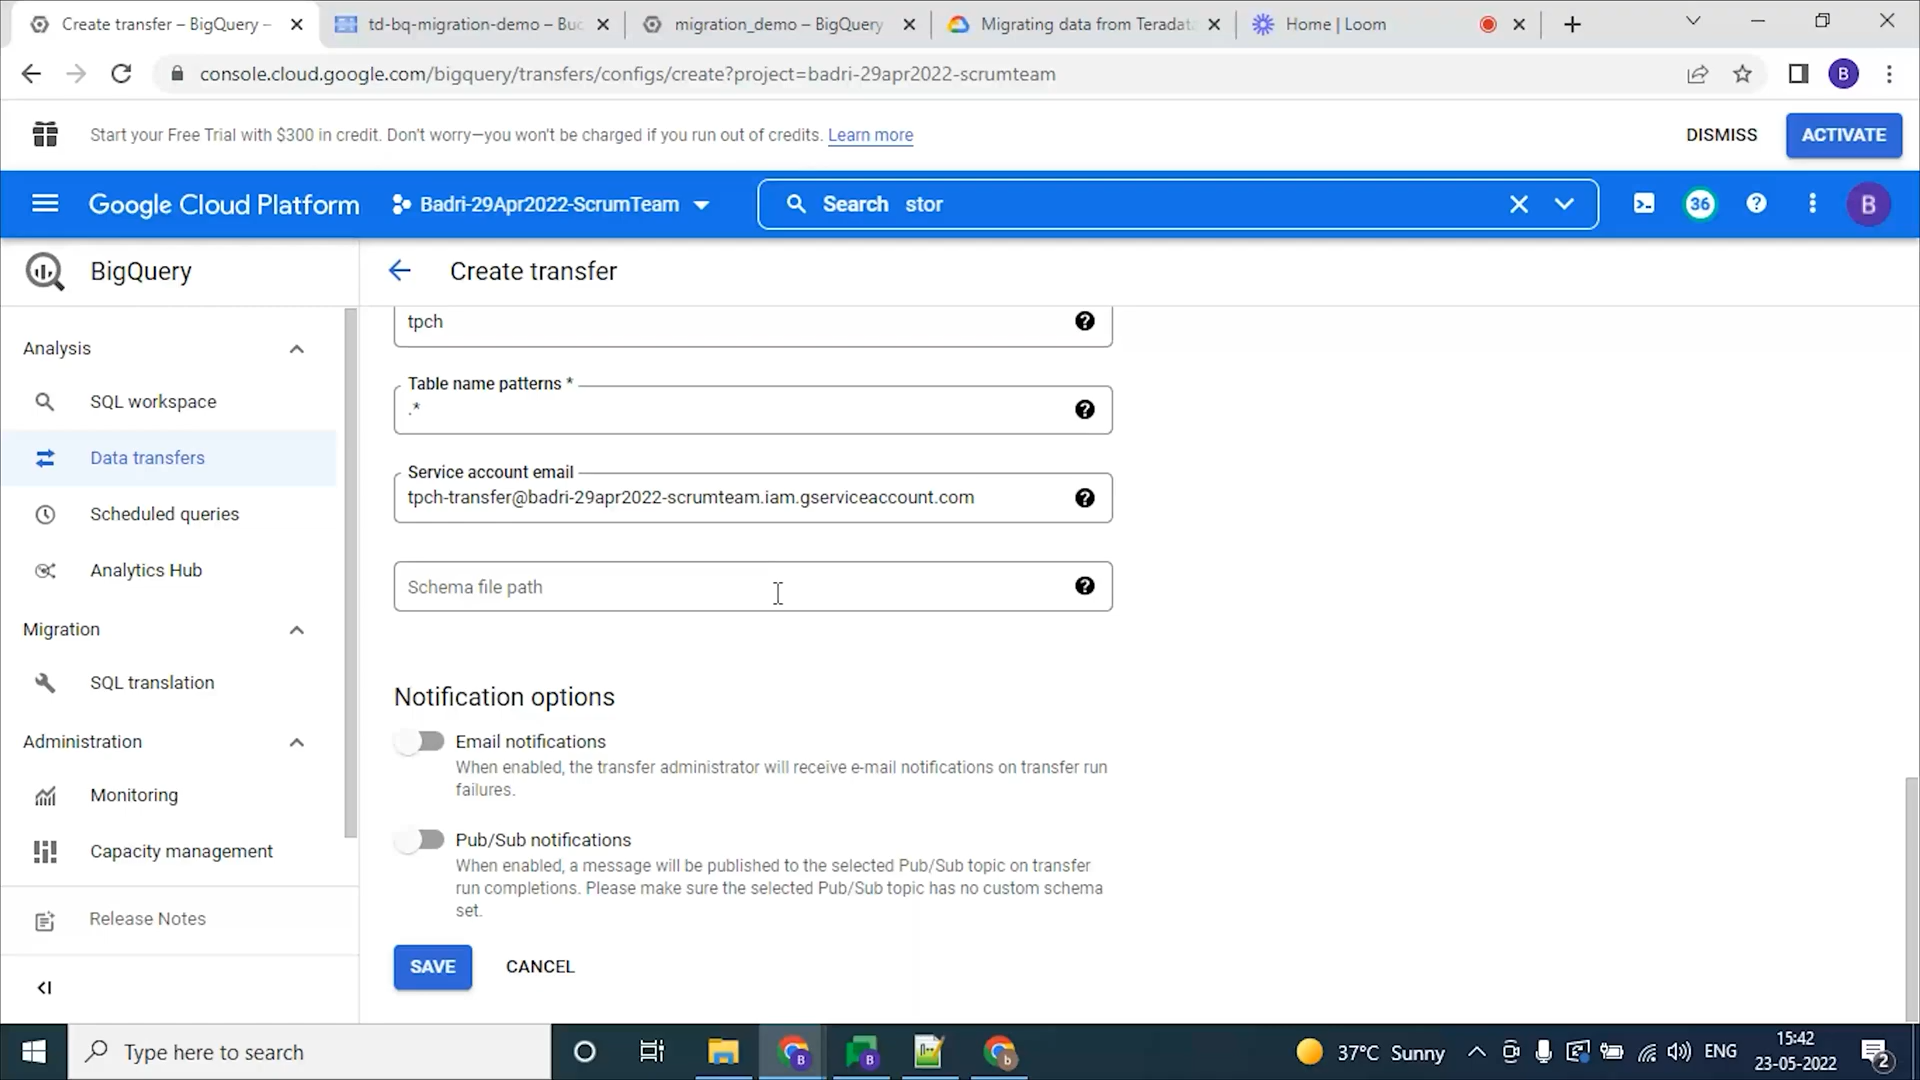 Create transfer – BigQuery –
td-bq-migration-demo – Buc
migration_demo – BigQuery
Migrating data from Teradata
Home | Loom
console.cloud.google.com/bigquery/transfers/configs/create?project=badri-29apr2022-scrumteam
B
Start your Free Trial with $300 in credit. Don't worry—you won't be charged if you run out of credits. Learn more
DISMISS
ACTIVATE
Google Cloud Platform
Badri-29Apr2022-ScrumTeam
Search stor
36
B
BigQuery
Create transfer
Analysis
SQL workspace
Data transfers
Scheduled queries
Analytics Hub
Migration
SQL translation
Administration
Monitoring
Capacity management
Release Notes
tpch
Table name patterns *
.*
Service account email
tpch-transfer@badri-29apr2022-scrumteam.iam.gserviceaccount.com
Schema file path
Notification options
Email notifications
When enabled, the transfer administrator will receive e-mail notifications on transfer run
failures.
Pub/Sub notifications
When enabled, a message will be published to the selected Pub/Sub topic on transfer
run completions. Please make sure the selected Pub/Sub topic has no custom schema
set.
SAVE
CANCEL
Type here to search
B
B
b
37°C Sunny
ENG
15:42
23-05-2022
2